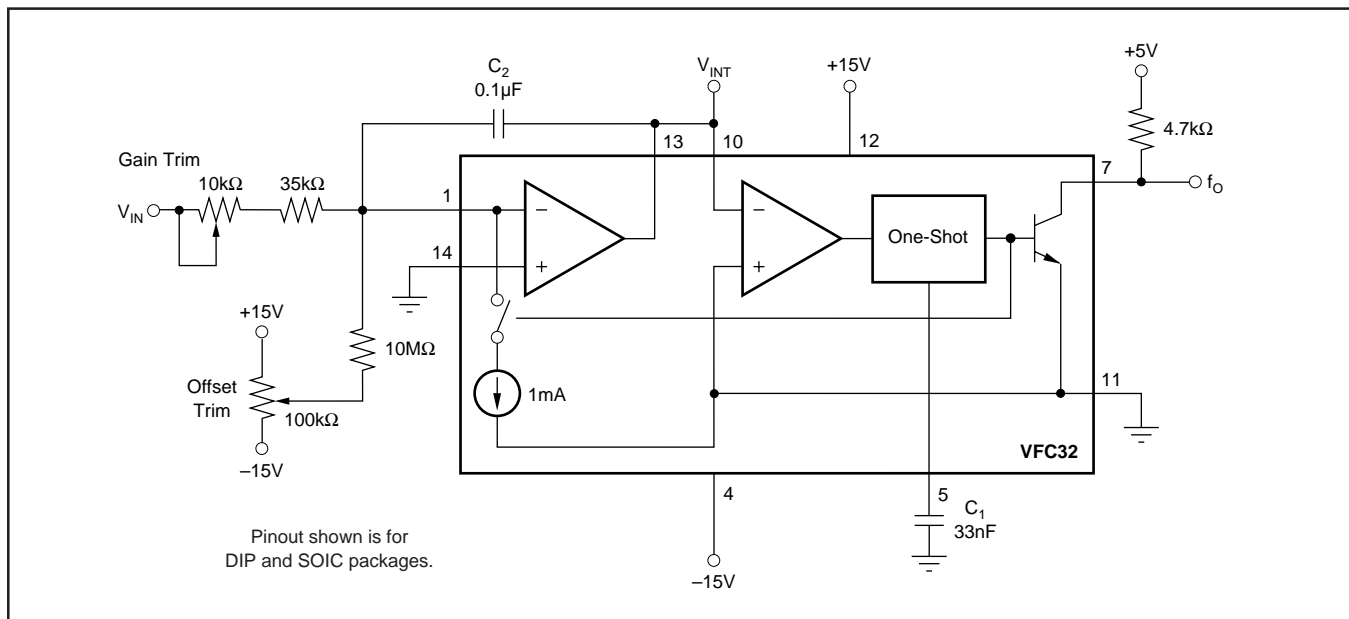 C2
0.1µF
VINT
+15V
+5V
4.7kΩ
13
10
12
7
fO
Gain Trim
10kΩ
35kΩ
VIN
1
14
–
+
–
+
One-Shot
+15V
10MΩ
Offset
Trim
100kΩ
–15V
1mA
11
VFC32
4
–15V
5
C1
33nF
Pinout shown is for
DIP and SOIC packages.